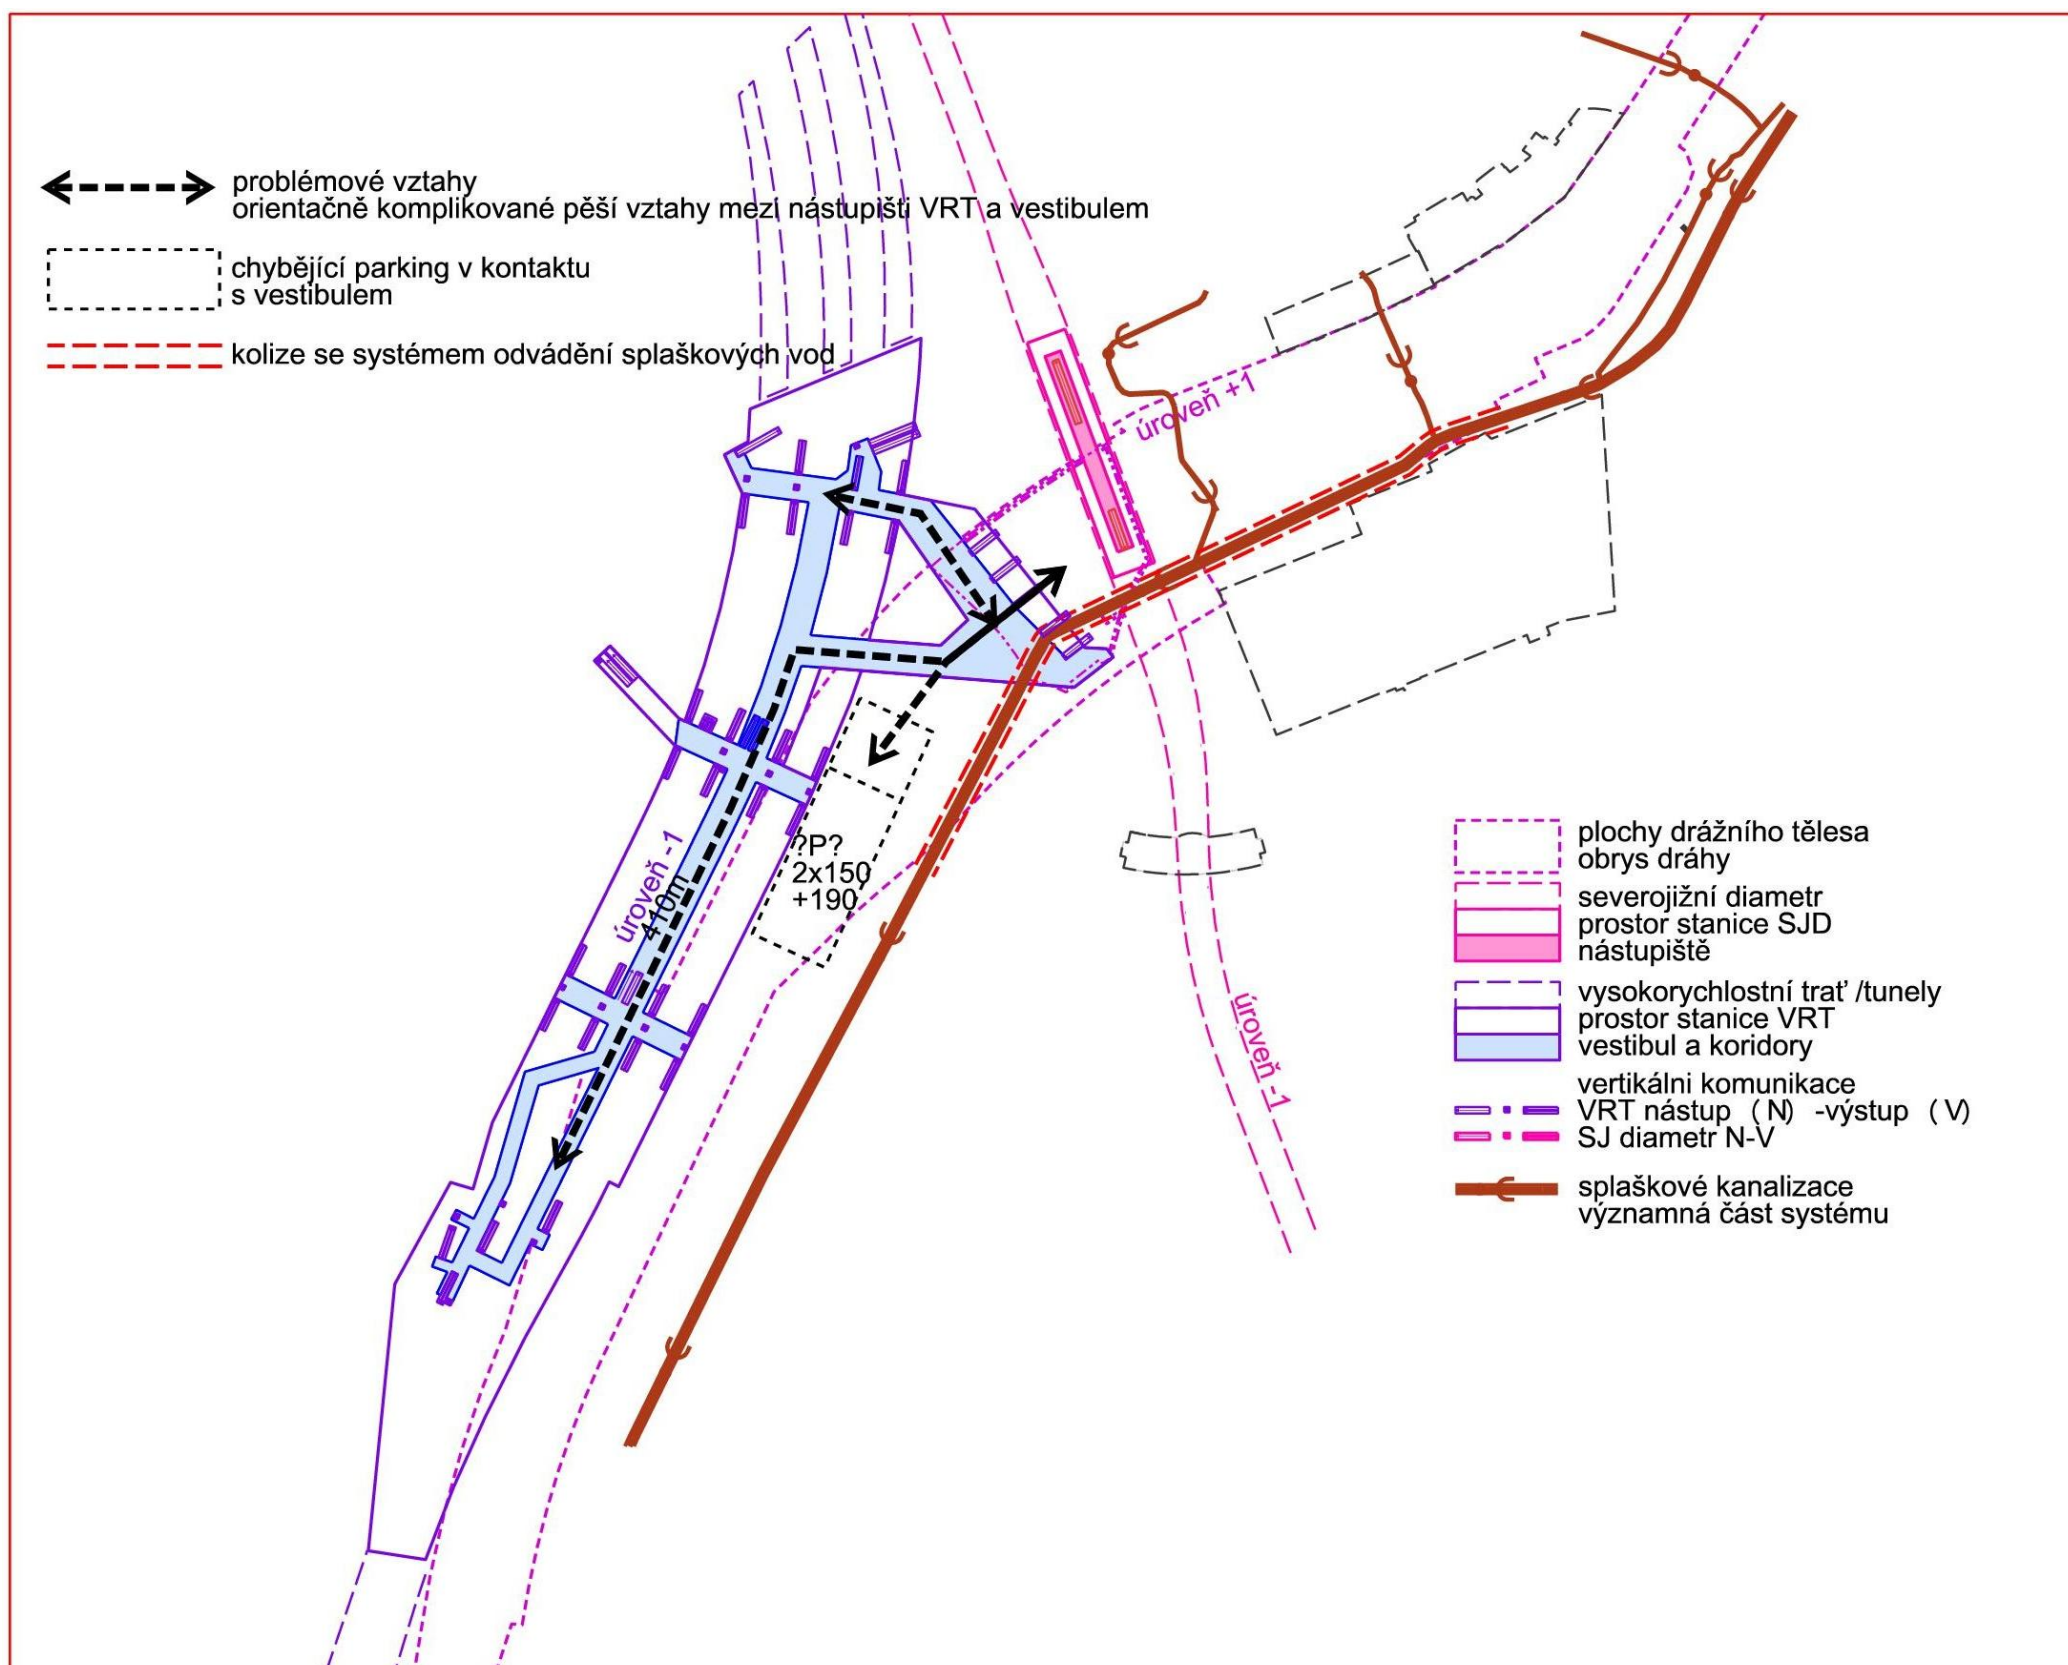 problémové vztahy
orientačně komplikované pěší vztahy mezi nástupišti VRT a vestibulem
chybějící parking v kontaktu
s vestibulem
kolize se systémem odvádění splaškových vod
úroveň +1
úroveň -1
410m
?P?
2x150
+190
úroveň -1
plochy drážního tělesa
obrys dráhy
severojižní diametr
prostor stanice SJD
nástupiště
vysokorychlostní trať /tunely
prostor stanice VRT
vestibul a koridory
vertikálni komunikace
VRT nástup ( N) -výstup ( V)
SJ diametr N-V
splaškové kanalizace
významná část systému